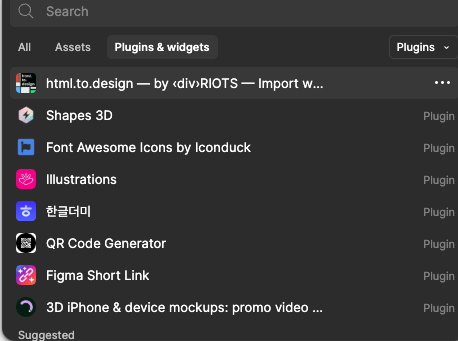 Search
All Assets Plugins & widgets Plugins
html.to.design — by ‹div›RIOTS — Import w...
Shapes 3D Plugin
Font Awesome Icons by Iconduck Plugin
Illustrations Plugin
한글더미 Plugin
QR Code Generator Plugin
Figma Short Link Plugin
3D iPhone & device mockups: promo video ... Plugin
Suggested